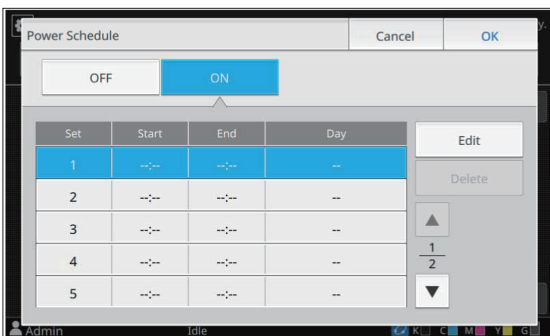 y.
Power Schedule Cancel OK
OFF ON
Set Start End Day Edit
1 --:-- --:-- -- Delete
2 --:-- --:-- --
3 --:-- --:-- --
4 --:-- --:-- --
5 --:-- --:-- --
1
2
Admin Idle K C M Y G